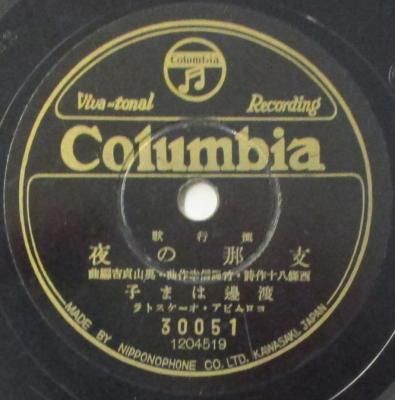 Columbia
Viva-tonal Recording
Columbia
流行歌
支那の夜
西條八十作詩・竹岡信幸作曲・奥山貞吉編曲
渡邊はま子
コロムビア・オーケストラ
30051
1204519
MADE BY NIPPONOPHONE CO., LTD. KAWASAKI, JAPAN